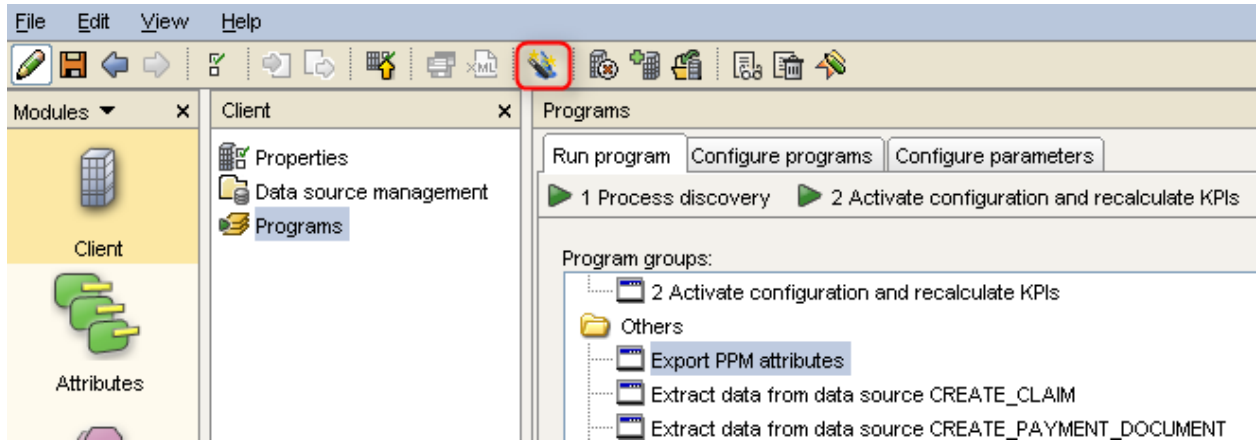 File Edit View Help
XML
Modules
Client
Attributes
Client
Properties
Data source management
Programs
Programs
Run program Configure programs Configure parameters
1 Process discovery 2 Activate configuration and recalculate KPIs
Program groups:
2 Activate configuration and recalculate KPIs
Others
Export PPM attributes
Extract data from data source CREATE_CLAIM
Extract data from data source CREATE_PAYMENT_DOCUMENT